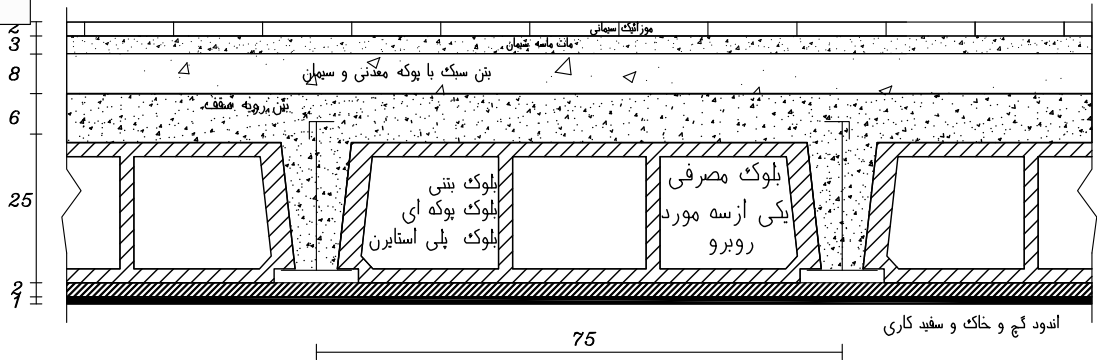 2
موزائیک سیمانی
3
مات ماسه سیمان
8
بتن سبک با پوکه معدنی و سیمان
6
بتن رویه سقف
25
بلوک بتنی
بلوک پوکه ای
بلوک پلی استایرن
بلوک مصرفی
یکی ازسه مورد
روبرو
2
1
اندود گچ و خاک و سفید کاری
75